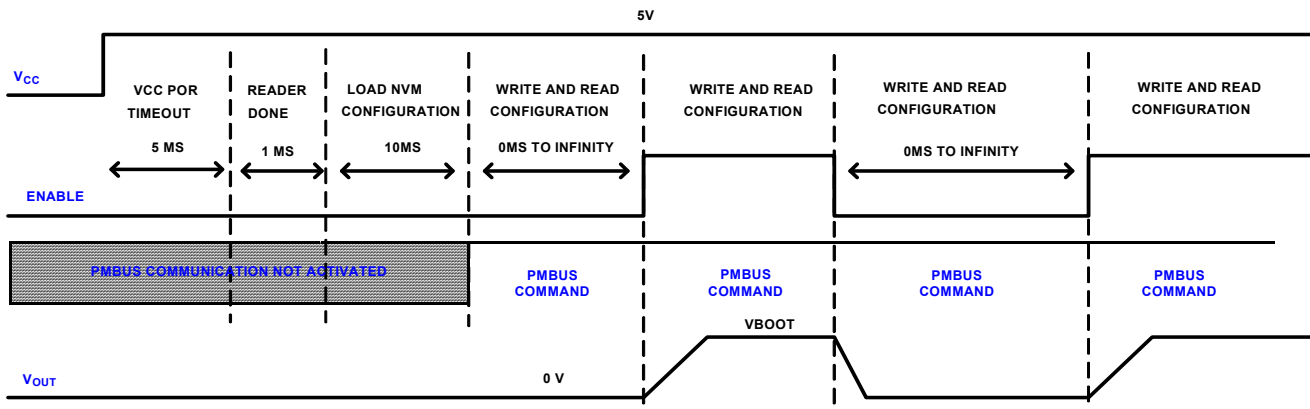 5V
VCC
VCC POR
TIMEOUT
5 MS
READER
DONE
1 MS
LOAD NVM
CONFIGURATION
10MS
WRITE AND READ
CONFIGURATION
0MS TO INFINITY
WRITE AND READ
CONFIGURATION
WRITE AND READ
CONFIGURATION
0MS TO INFINITY
WRITE AND READ
CONFIGURATION
ENABLE
PMBUS COMMUNICATION NOT ACTIVATED
PMBUS
COMMAND
PMBUS
COMMAND
PMBUS
COMMAND
PMBUS
COMMAND
VBOOT
VOUT
0 V